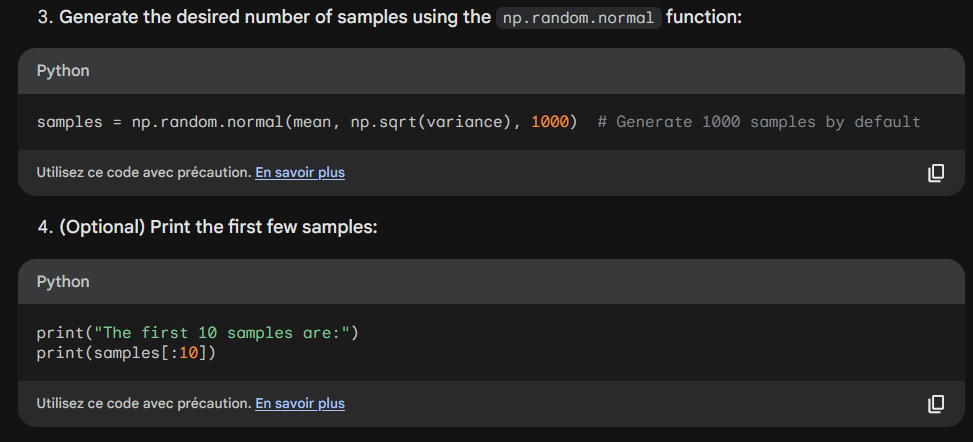 3. Generate the desired number of samples using the np.random.normal function:
Python
samples = np.random.normal(mean, np.sqrt(variance), 1000)  # Generate 1000 samples by default
Utilisez ce code avec précaution. En savoir plus
4. (Optional) Print the first few samples:
Python
print("The first 10 samples are:")
print(samples[:10])
Utilisez ce code avec précaution. En savoir plus